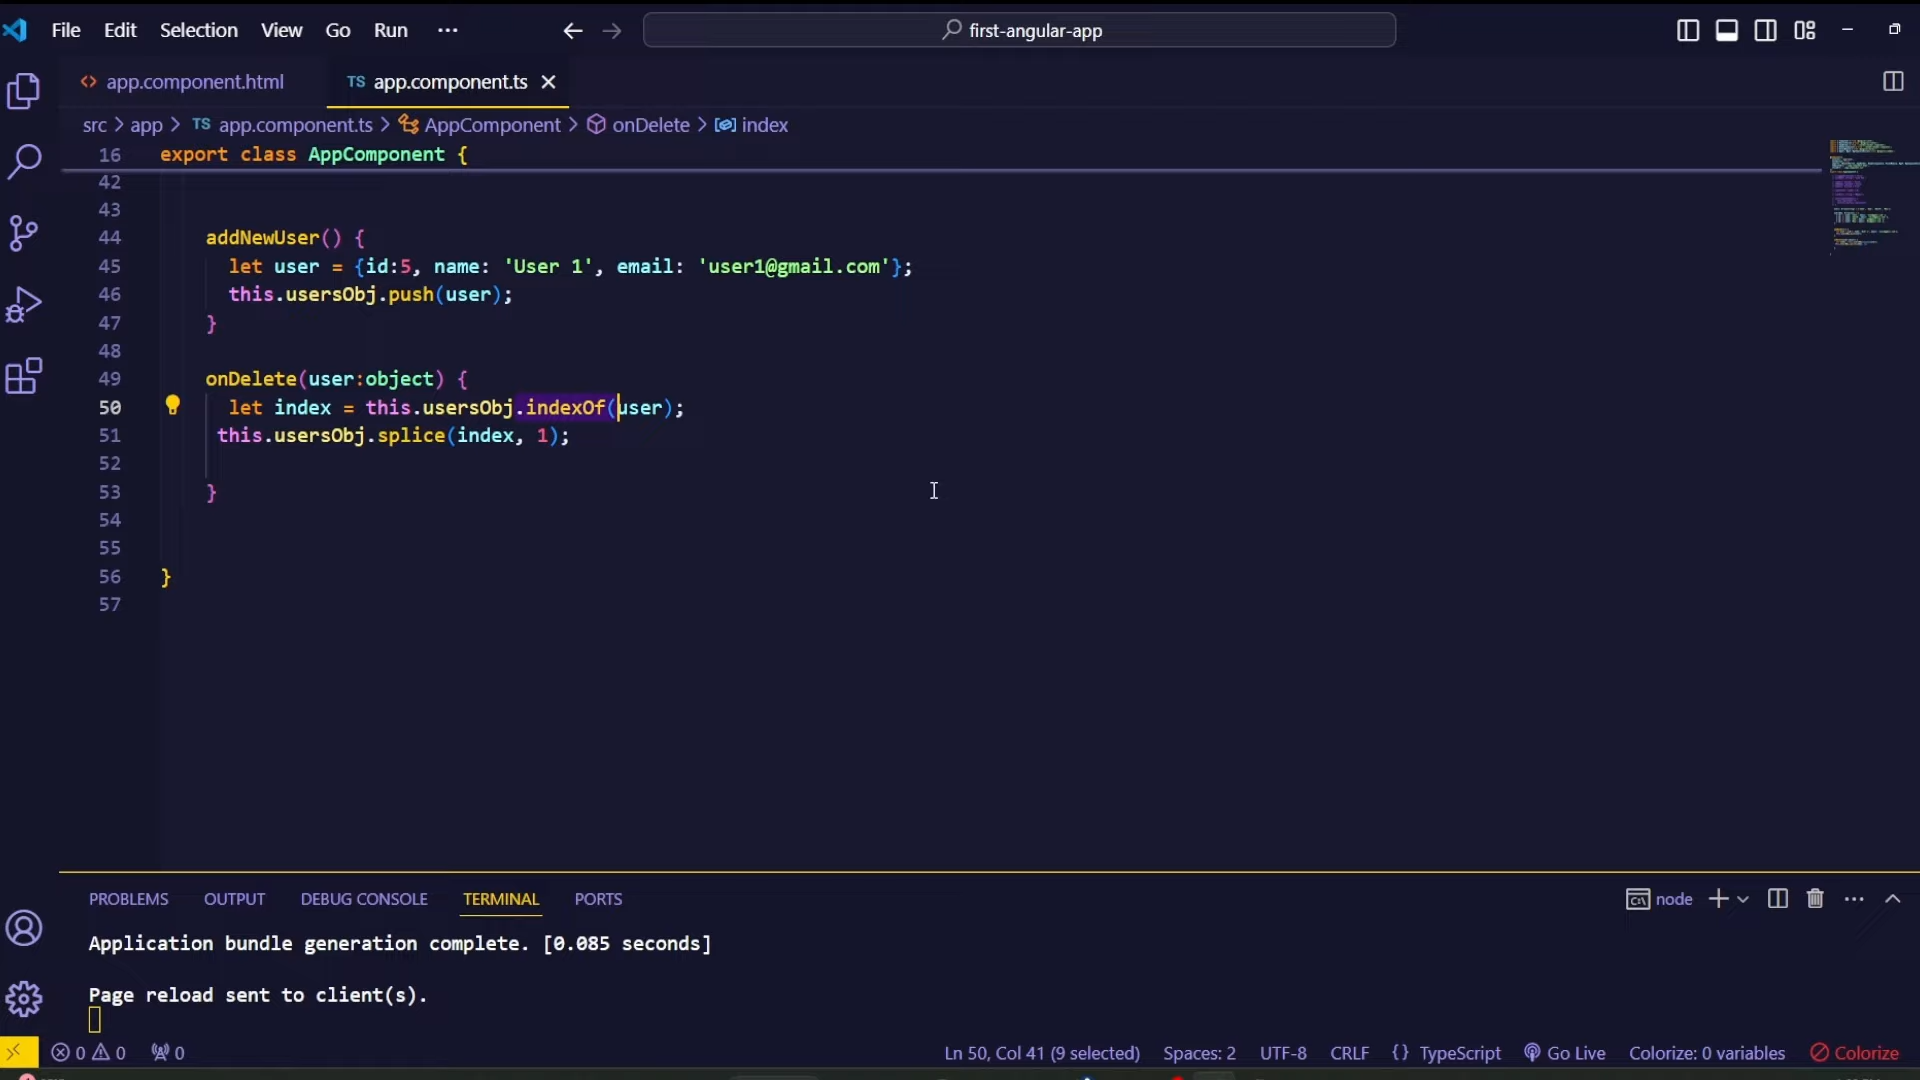 File Edit Selection View Go Run ... first-angular-app
app.component.html TS app.component.ts
src > app > TS app.component.ts > AppComponent > onDelete > index
16 export class AppComponent {
42
43
44 addNewUser() {
45 let user = {id:5, name: 'User 1', email: 'user1@gmail.com'};
46 this.usersObj.push(user);
47 }
48
49 onDelete(user:object) {
50 let index = this.usersObj.indexOf(user);
51 this.usersObj.splice(index, 1);
52
53 }
54
55
56 }
57
PROBLEMS OUTPUT DEBUG CONSOLE TERMINAL PORTS node
Application bundle generation complete. [0.085 seconds]
Page reload sent to client(s).
0 0 0 Ln 50, Col 41 (9 selected) Spaces: 2 UTF-8 CRLF {} TypeScript Go Live Colorize: 0 variables Colorize